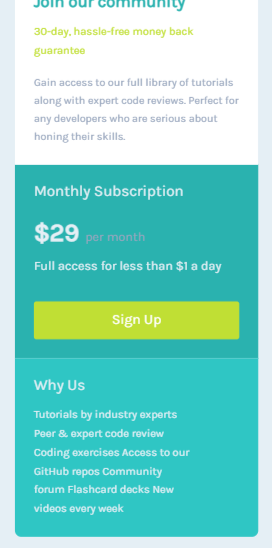 Join our community
30-day, hassle-free money back
guarantee
Gain access to our full library of tutorials
along with expert code reviews. Perfect for
any developers who are serious about
honing their skills.
Monthly Subscription
$29 per month
Full access for less than $1 a day
Sign Up
Why Us
Tutorials by industry experts
Peer & expert code review
Coding exercises Access to our
GitHub repos Community
forum Flashcard decks New
videos every week